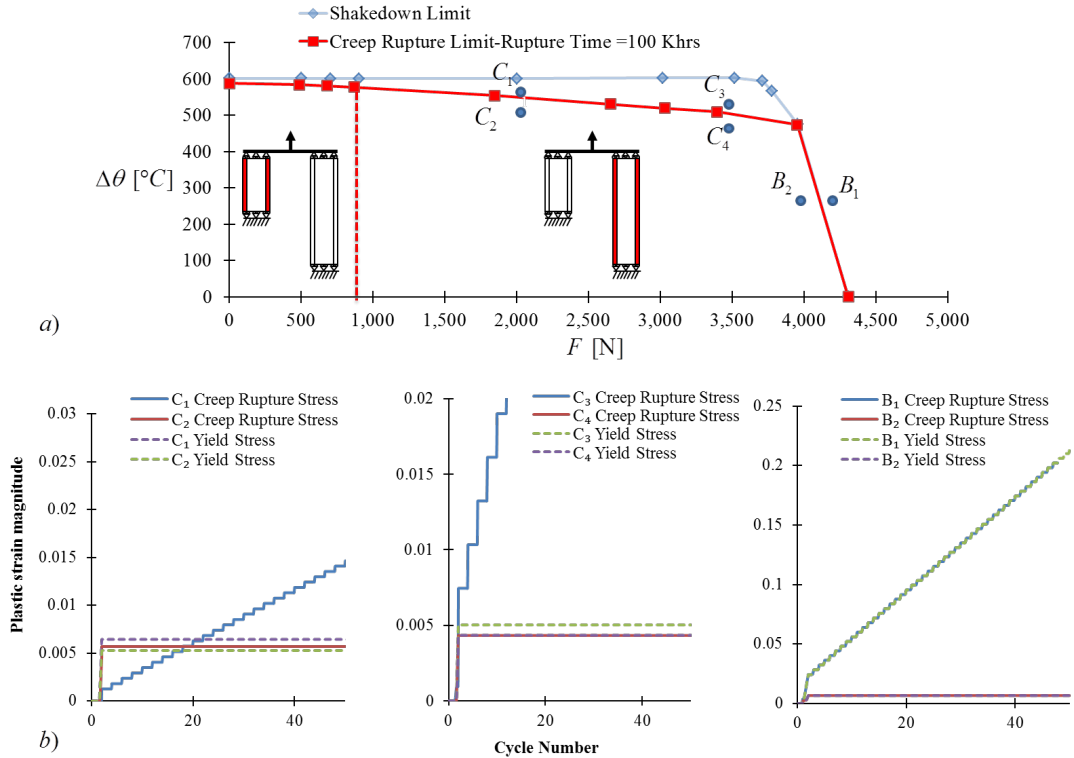 Shakedown Limit
Creep Rupture Limit-Rupture Time =100 Khrs
Δθ [°C]
700
600
500
400
300
200
100
0
C₁
C₂
C₃
C₄
B₂
B₁
0 500 1,000 1,500 2,000 2,500 3,000 3,500 4,000 4,500 5,000
F [N]
a)
C₁ Creep Rupture Stress
C₂ Creep Rupture Stress
C₁ Yield Stress
C₂ Yield Stress
Plastic strain magnitude
0.03
0.025
0.02
0.015
0.01
0.005
0
0 20 40
C₃ Creep Rupture Stress
C₄ Creep Rupture Stress
C₃ Yield Stress
C₄ Yield Stress
0.02
0.015
0.01
0.005
0
0 20 40
B₁ Creep Rupture Stress
B₂ Creep Rupture Stress
B₁ Yield Stress
B₂ Yield Stress
0.25
0.2
0.15
0.1
0.05
0
0 20 40
Cycle Number
b)